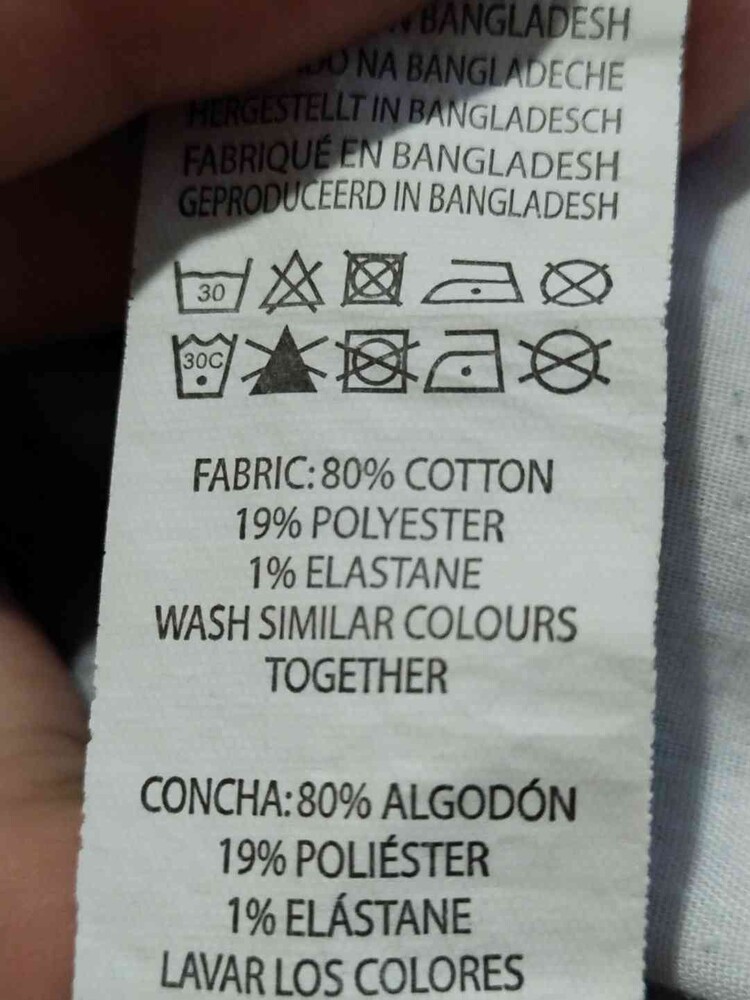 BANGLADESH
NA BANGLADECHE
HERGESTELLT IN BANGLADESCH
FABRIQUÉ EN BANGLADESH
GEPRODUCEERD IN BANGLADESH
30
30C
FABRIC: 80% COTTON
19% POLYESTER
1% ELASTANE
WASH SIMILAR COLOURS
TOGETHER
CONCHA: 80% ALGODÓN
19% POLIÉSTER
1% ELÁSTANE
LAVAR LOS COLORES